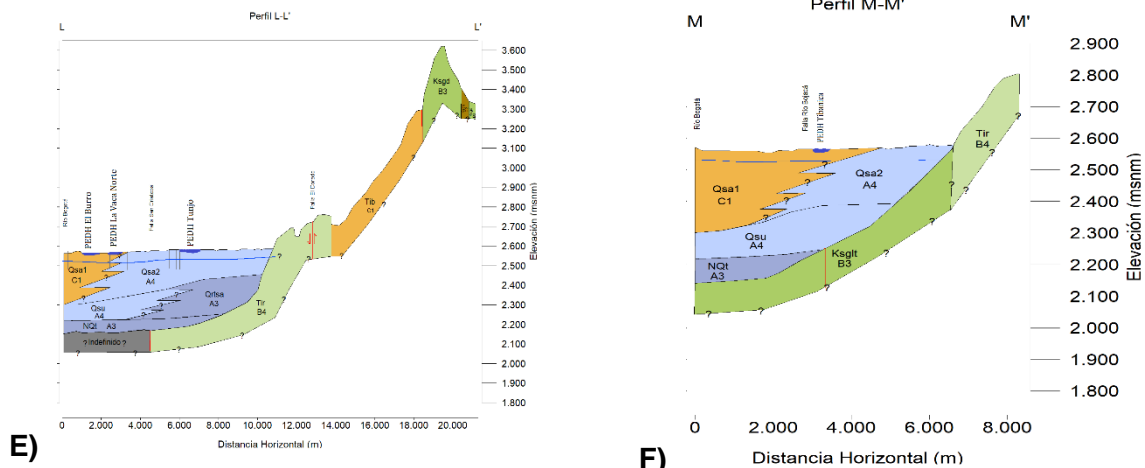 Perfil L-L'
L
L'
3.600
3.500
3.400
3.300
3.200
3.100
3.000
2.900
2.800
2.700
2.600
2.500
2.400
2.300
2.200
2.100
2.000
1.900
1.800
Elevación (msnm)
Río Bogotá
PEDH El Burro
PEDH La Vaca Norte
PEDH Tunjo
Ksgd
B3
Tib
C1
Qsa1
C1
Qsa2
A4
Qsu
A4
Qrtsa
A3
NQt A3
Tir
B4
? Indefinido ?
0
2.000
4.000
6.000
8.000
10.000
12.000
14.000
16.000
18.000
20.000
Distancia Horizontal (m)
E)
Perfil M-M'
M
M'
2.900
2.800
2.700
2.600
2.500
2.400
2.300
2.200
2.100
2.000
1.900
1.800
Elevación (msnm)
Río Bogotá
Falla Río Bojacá
PEDH Tibanica
Qsa1
C1
Qsa2
A4
Tir
B4
Qsu
A4
NQt
A3
Ksglt
B3
0
2.000
4.000
6.000
8.000
Distancia Horizontal (m)
F)